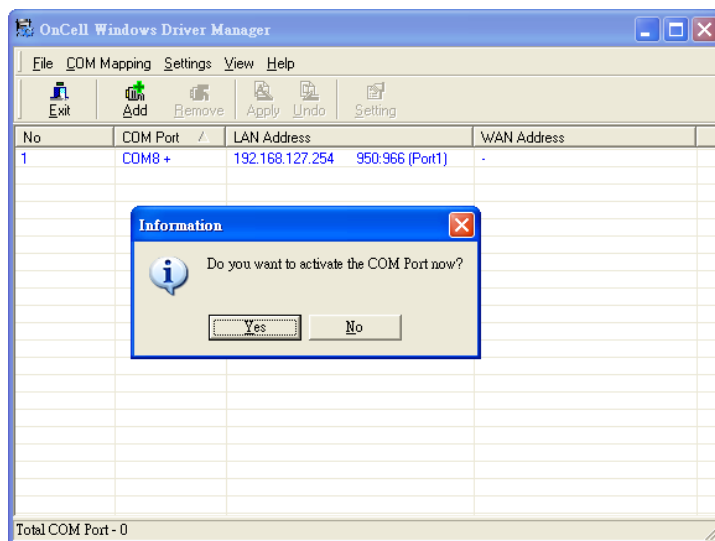 OnCell Windows Driver Manager
File COM Mapping Settings View Help
Exit Add Remove Apply Undo Setting
No COM Port LAN Address WAN Address
1 COM8 + 192.168.127.254 950:966 (Port1) -
Information
Do you want to activate the COM Port now?
Yes No
Total COM Port - 0